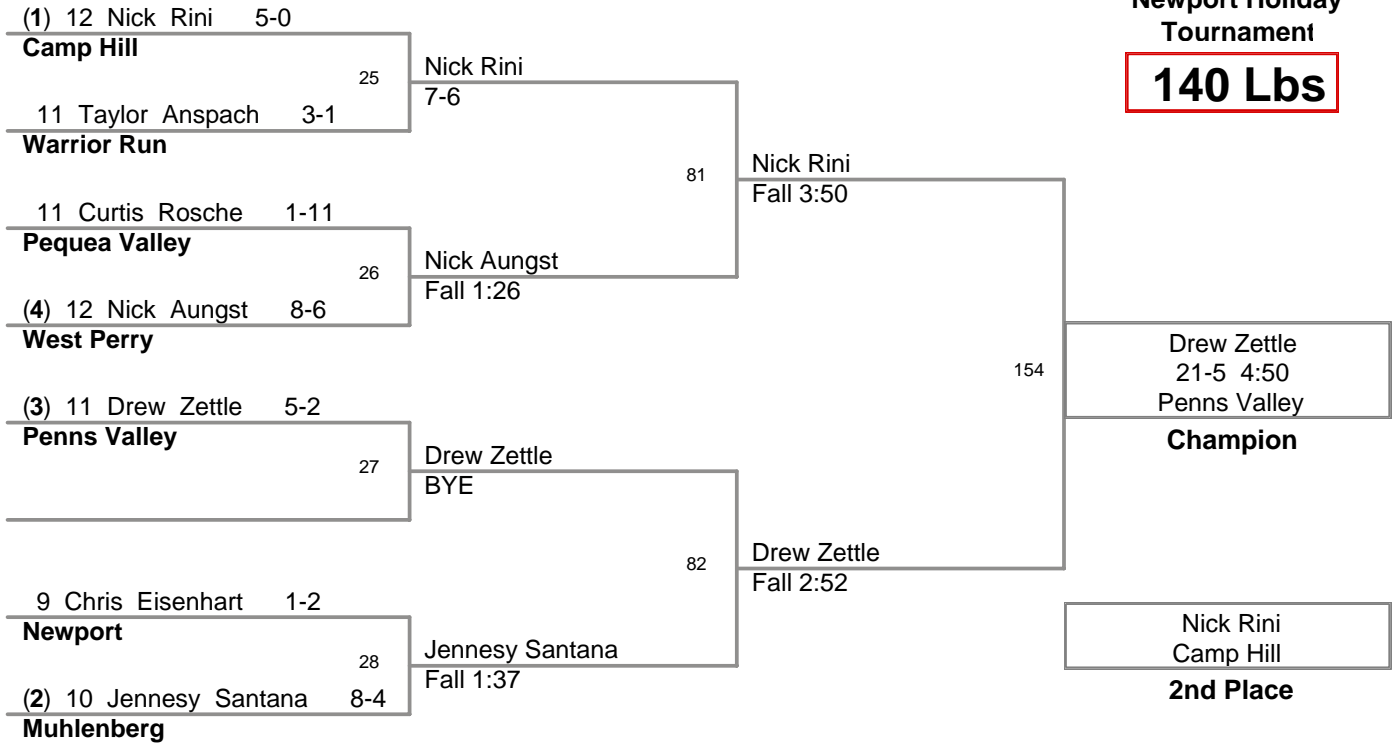 Newport Holiday
Tournament
140 Lbs
(1) 12 Nick Rini 5-0
Camp Hill
25
11 Taylor Anspach 3-1
Warrior Run
Nick Rini
7-6
11 Curtis Rosche 1-11
Pequea Valley
26
(4) 12 Nick Aungst 8-6
West Perry
Nick Aungst
Fall 1:26
81
Nick Rini
Fall 3:50
(3) 11 Drew Zettle 5-2
Penns Valley
27
Drew Zettle
BYE
9 Chris Eisenhart 1-2
Newport
28
(2) 10 Jennesy Santana 8-4
Muhlenberg
Jennesy Santana
Fall 1:37
82
Drew Zettle
Fall 2:52
154
Drew Zettle
21-5 4:50
Penns Valley
Champion
Nick Rini
Camp Hill
2nd Place